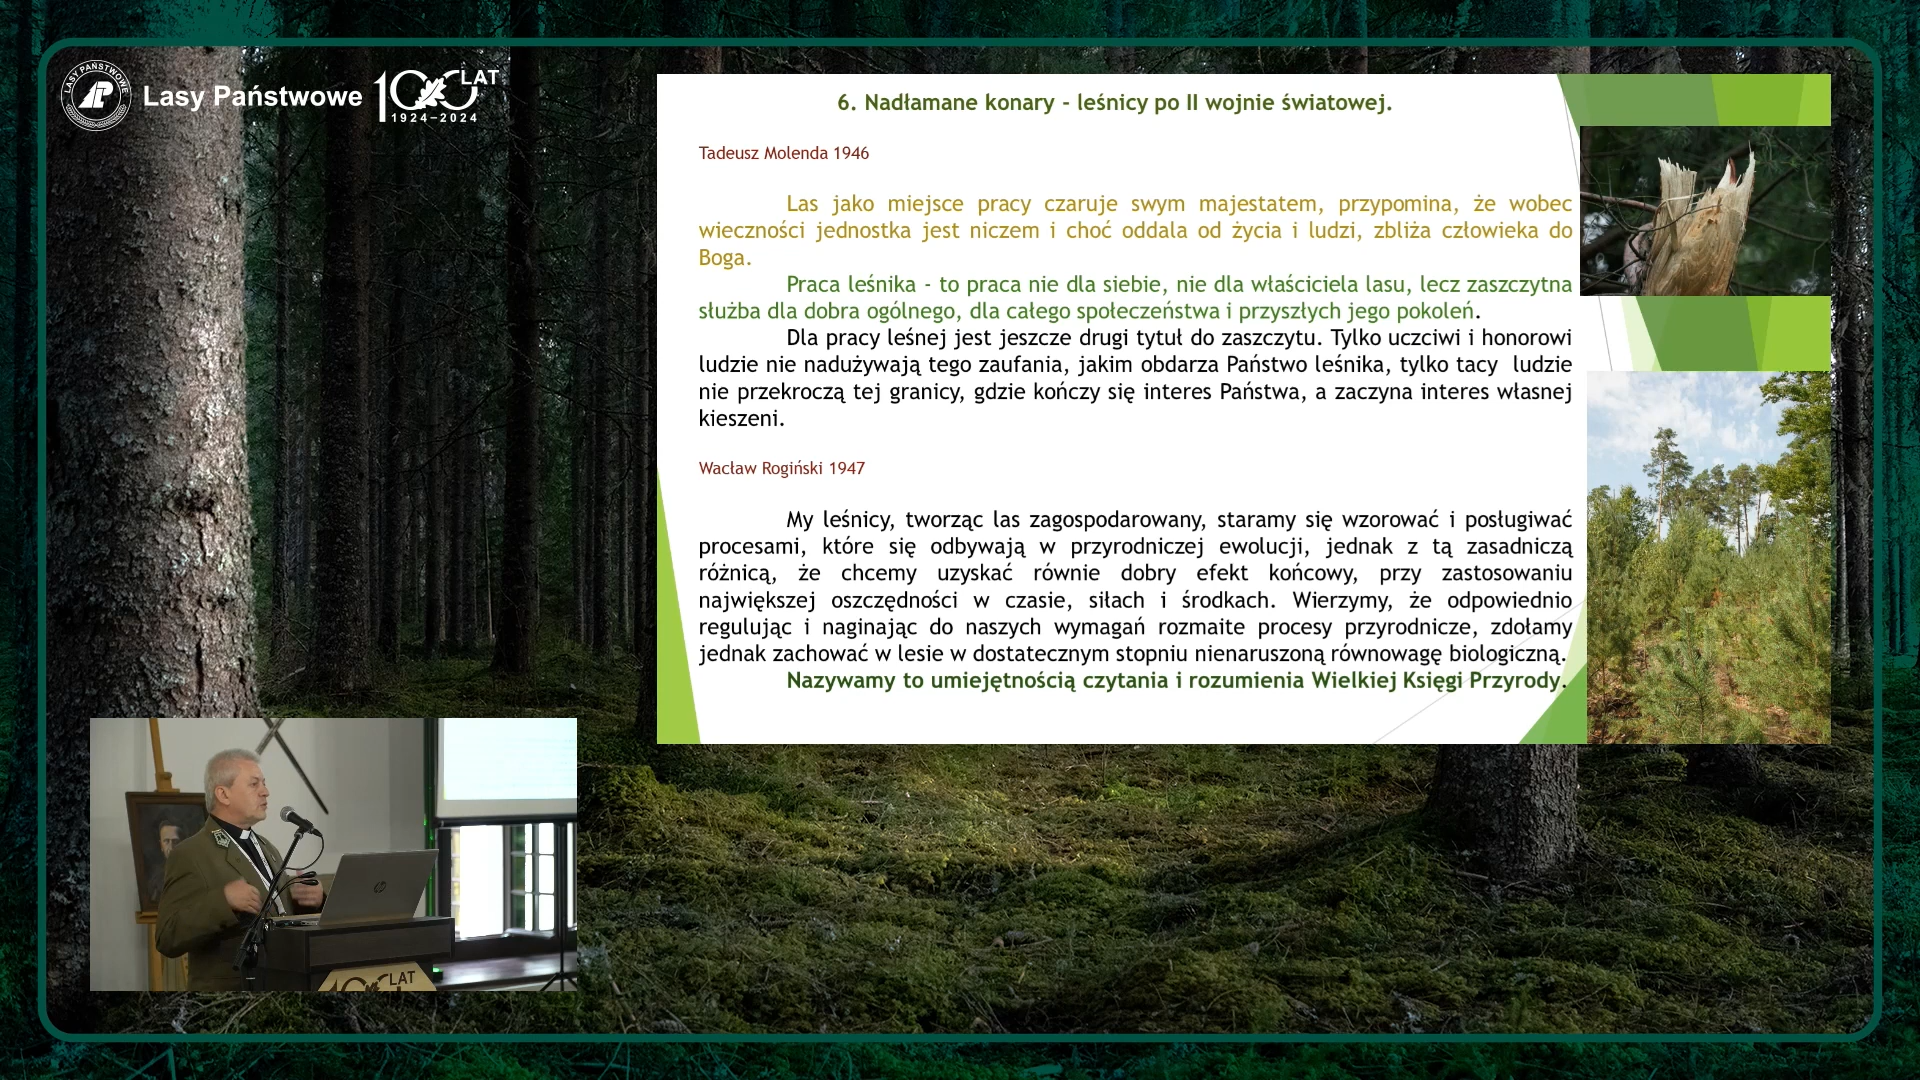 LASY PAŃSTWOWE
Lasy Państwowe
100 LAT
1924-2024
6. Nadłamane konary - leśnicy po II wojnie światowej.
Tadeusz Molenda 1946
Las jako miejsce pracy czaruje swym majestatem, przypomina, że wobec
wieczności jednostka jest niczem i choć oddala od życia i ludzi, zbliża człowieka do
Boga.
Praca leśnika - to praca nie dla siebie, nie dla właściciela lasu, lecz zaszczytna
służba dla dobra ogólnego, dla całego społeczeństwa i przyszłych jego pokoleń.
Dla pracy leśnej jest jeszcze drugi tytuł do zaszczytu. Tylko uczciwi i honorowi
ludzie nie nadużywają tego zaufania, jakim obdarza Państwo leśnika, tylko tacy ludzie
nie przekroczą tej granicy, gdzie kończy się interes Państwa, a zaczyna interes własnej
kieszeni.
Wacław Rogiński 1947
My leśnicy, tworząc las zagospodarowany, staramy się wzorować i posługiwać
procesami, które się odbywają w przyrodniczej ewolucji, jednak z tą zasadniczą
różnicą, że chcemy uzyskać równie dobry efekt końcowy, przy zastosowaniu
największej oszczędności w czasie, siłach i środkach. Wierzymy, że odpowiednio
regulując i naginając do naszych wymagań rozmaite procesy przyrodnicze, zdołamy
jednak zachować w lesie w dostatecznym stopniu nienaruszoną równowagę biologiczną.
Nazywamy to umiejętnością czytania i rozumienia Wielkiej Księgi Przyrody.
hp
100 LAT